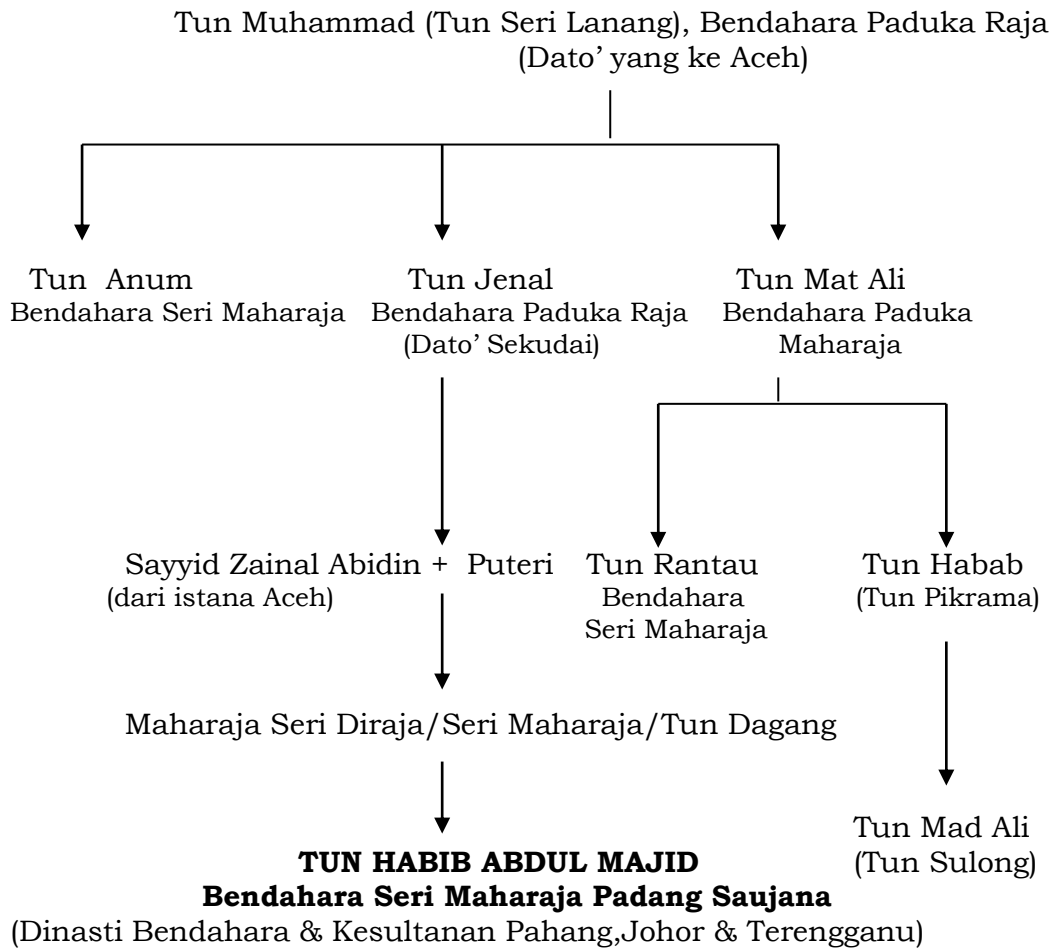 Tun Muhammad (Tun Seri Lanang), Bendahara Paduka Raja
(Dato’ yang ke Aceh)
Tun Anum
Bendahara Seri Maharaja
Tun Jenal
Bendahara Paduka Raja
(Dato’ Sekudai)
Tun Mat Ali
Bendahara Paduka
Maharaja
Sayyid Zainal Abidin + Puteri
(dari istana Aceh)
Tun Rantau
Bendahara
Seri Maharaja
Tun Habab
(Tun Pikrama)
Maharaja Seri Diraja/Seri Maharaja/Tun Dagang
Tun Mad Ali
(Tun Sulong)
TUN HABIB ABDUL MAJID
Bendahara Seri Maharaja Padang Saujana
(Dinasti Bendahara & Kesultanan Pahang,Johor & Terengganu)